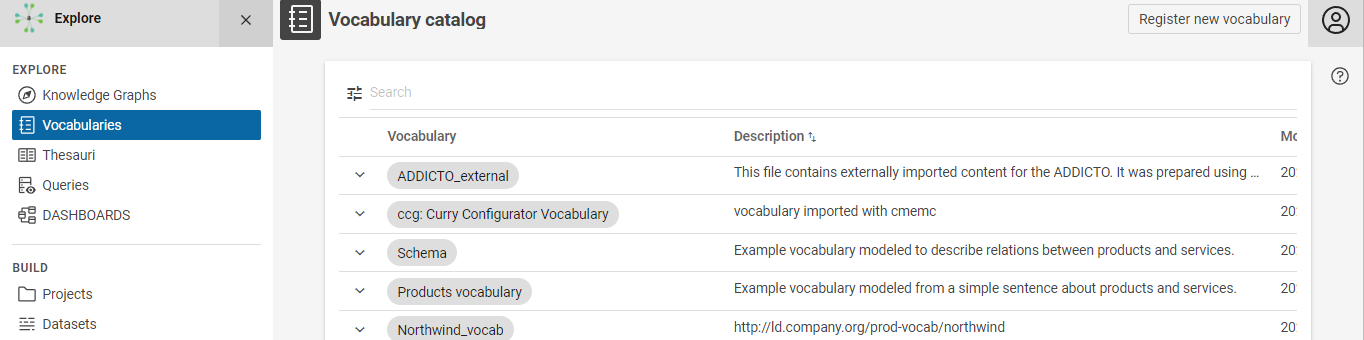 Explore
Vocabulary catalog
Register new vocabulary
EXPLORE
Knowledge Graphs
Vocabularies
Thesauri
Queries
DASHBOARDS
BUILD
Projects
Datasets
Search
Vocabulary Description Mo
ADDICTO_external This file contains externally imported content for the ADDICTO. It was prepared using ... 20
ccg: Curry Configurator Vocabulary vocabulary imported with cmemc 20
Schema Example vocabulary modeled to describe relations between products and services. 20
Products vocabulary Example vocabulary modeled from a simple sentence about products and services. 20
Northwind_vocab http://ld.company.org/prod-vocab/northwind 20